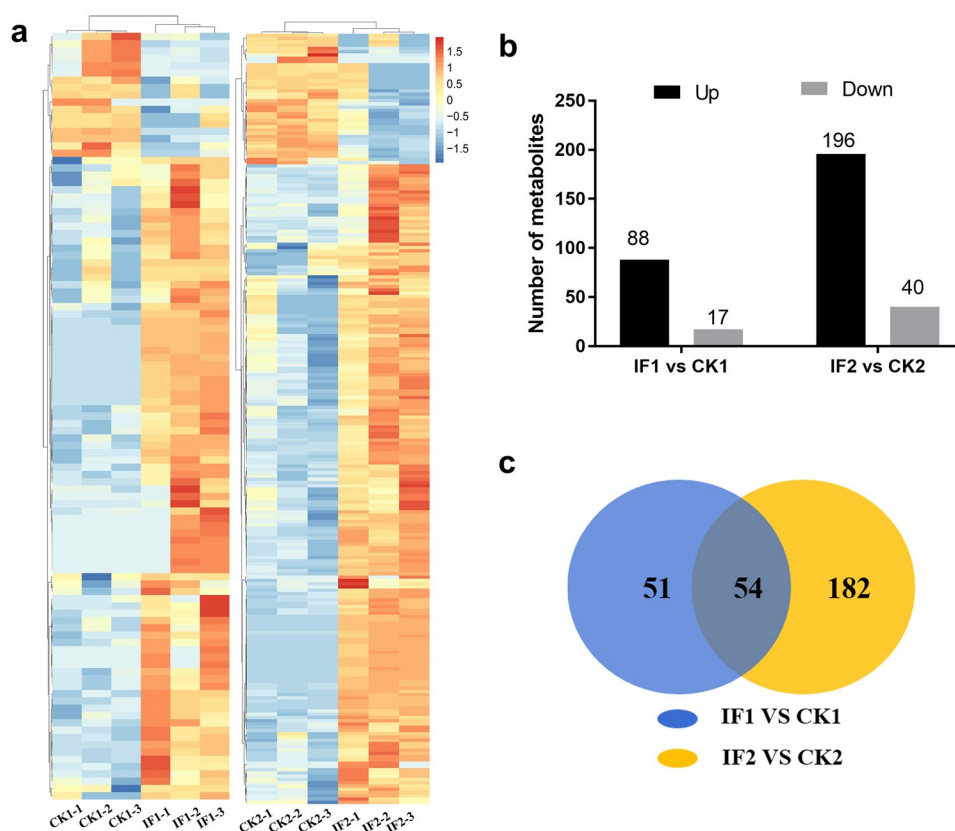 a
1.5
1
0.5
0
−0.5
−1
−1.5
CK1-1
CK1-2
CK1-3
IF1-1
IF1-2
IF1-3
CK2-1
CK2-2
CK2-3
IF2-1
IF2-2
IF2-3
b
Up
Down
Number of metabolites
250
200
150
100
50
0
88
17
196
40
IF1 vs CK1
IF2 vs CK2
c
51
54
182
IF1 VS CK1
IF2 VS CK2